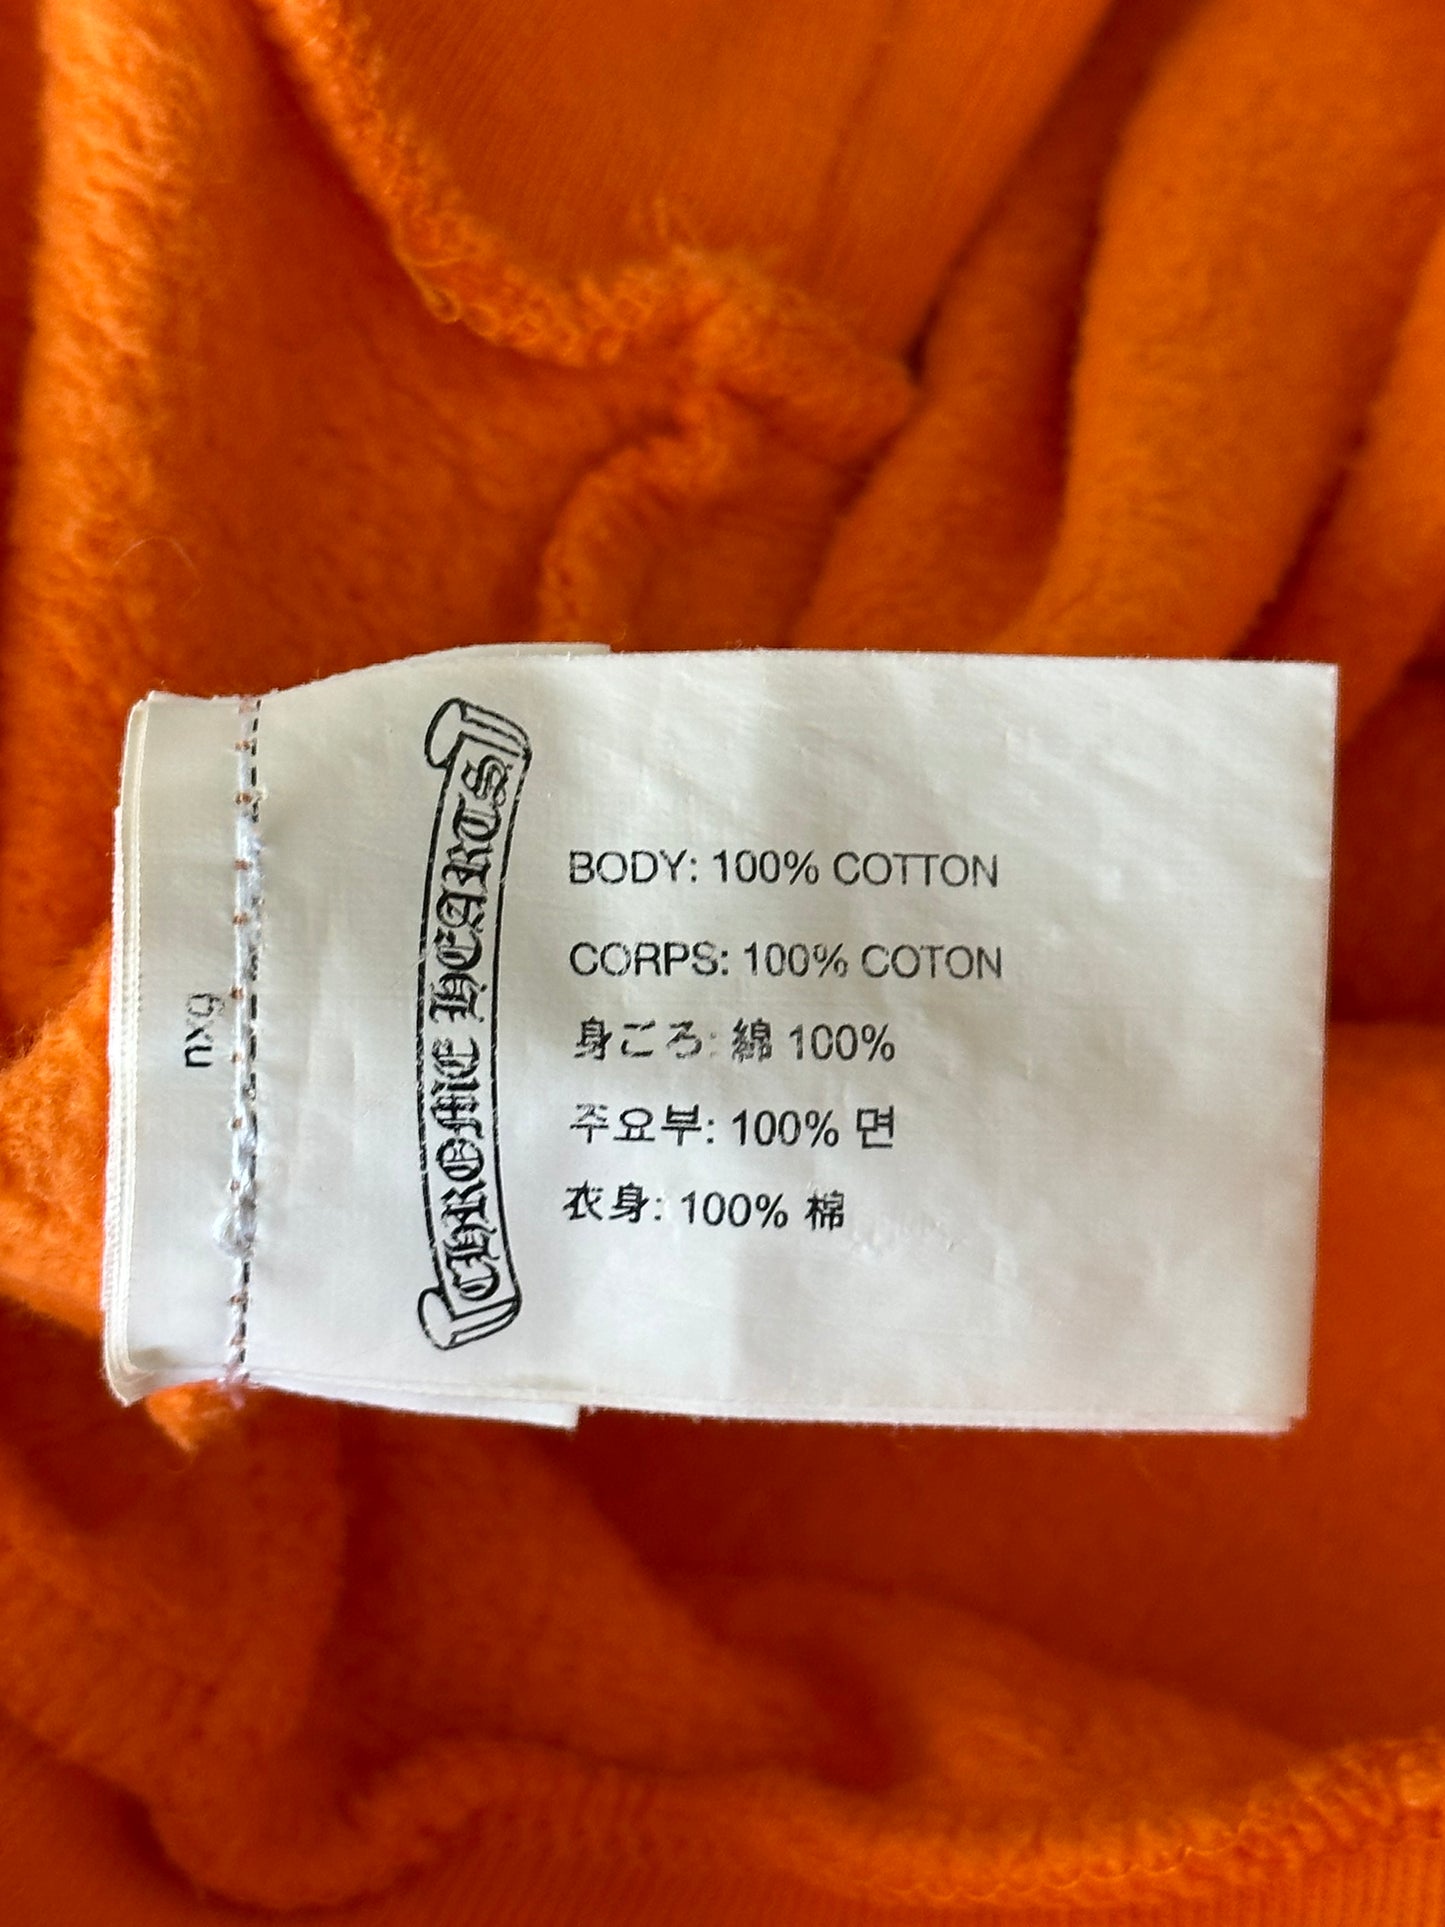 CHROME HEARTS
BODY: 100% COTTON
CORPS: 100% COTON
身ごろ: 綿 100%
주요부: 100% 면
衣身: 100% 棉
nxg